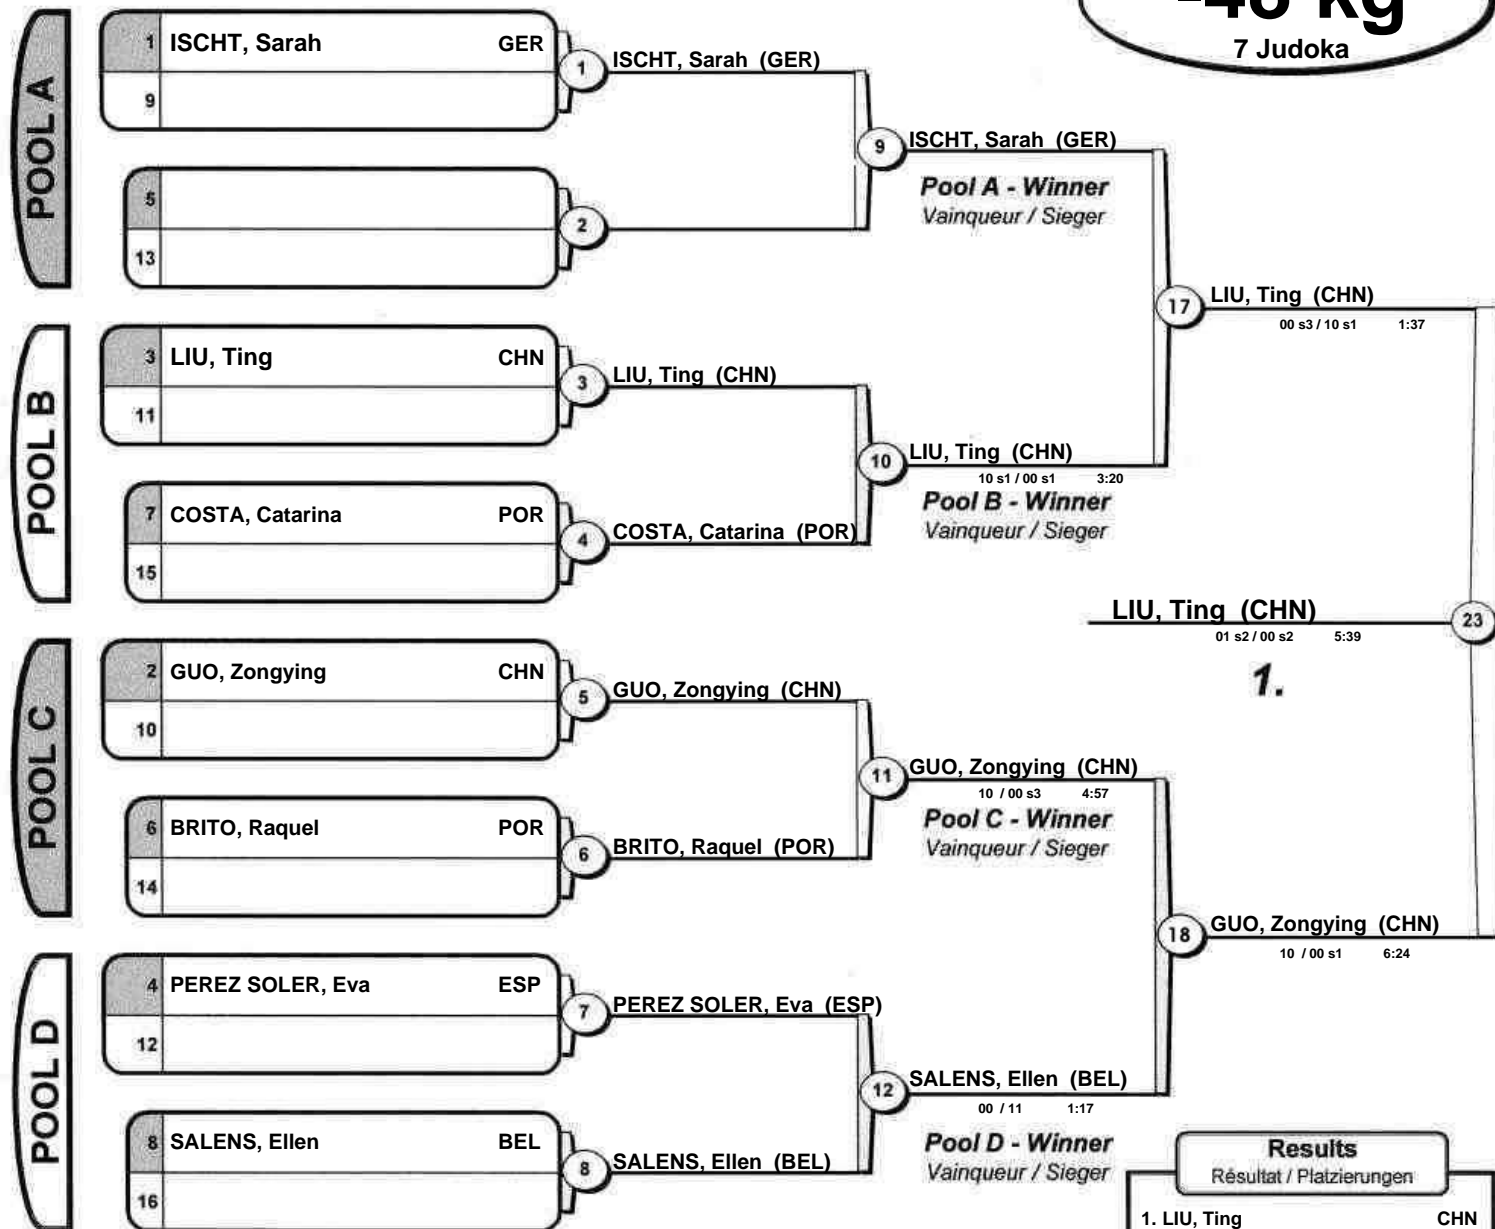 -48 kg
7 Judoka
POOL A
1 ISCHT, Sarah GER
9
5
13
1 ISCHT, Sarah (GER)
2
9 ISCHT, Sarah (GER)
Pool A - Winner
Vainqueur / Sieger
POOL B
3 LIU, Ting CHN
11
7 COSTA, Catarina POR
15
3 LIU, Ting (CHN)
4 COSTA, Catarina (POR)
10 LIU, Ting (CHN)
10 s1 / 00 s1 3:20
Pool B - Winner
Vainqueur / Sieger
17 LIU, Ting (CHN)
00 s3 / 10 s1 1:37
LIU, Ting (CHN) 23
01 s2 / 00 s2 5:39
1.
POOL C
2 GUO, Zongying CHN
10
6 BRITO, Raquel POR
14
5 GUO, Zongying (CHN)
6 BRITO, Raquel (POR)
11 GUO, Zongying (CHN)
10 / 00 s3 4:57
Pool C - Winner
Vainqueur / Sieger
18 GUO, Zongying (CHN)
10 / 00 s1 6:24
POOL D
4 PEREZ SOLER, Eva ESP
12
8 SALENS, Ellen BEL
16
7 PEREZ SOLER, Eva (ESP)
8 SALENS, Ellen (BEL)
12 SALENS, Ellen (BEL)
00 / 11 1:17
Pool D - Winner
Vainqueur / Sieger
Results
Résultat / Platzierungen
1. LIU, Ting CHN